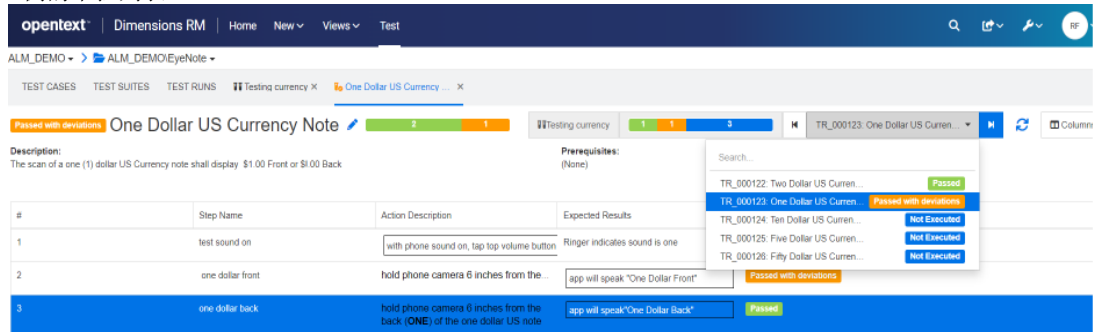 opentext™ | Dimensions RM | Home New Views Test RF
ALM_DEMO > ALM_DEMO\EyeNote
TEST CASES TEST SUITES TEST RUNS Testing currency × One Dollar US Currency ... ×
Passed with deviations One Dollar US Currency Note 2 1 Testing currency 1 1 3 TR_000123: One Dollar US Curren... Columns
Description:
The scan of a one (1) dollar US Currency note shall display $1.00 Front or $!.00 Back
Prerequisites:
(None)
Search...
TR_000122: Two Dollar US Curren... Passed
TR_000123: One Dollar US Curren... Passed with deviations
TR_000124: Ten Dollar US Curren... Not Executed
TR_000125: Five Dollar US Curren... Not Executed
TR_000126: Fifty Dollar US Curren... Not Executed
# Step Name Action Description Expected Results
1 test sound on with phone sound on, tap top volume button Ringer indicates sound is one
2 one dollar front hold phone camera 6 inches from the... app will speak "One Dollar Front" Passed with deviations
3 one dollar back hold phone camera 6 inches from the back (ONE) of the one dollar US note app will speak"One Dollar Back" Passed